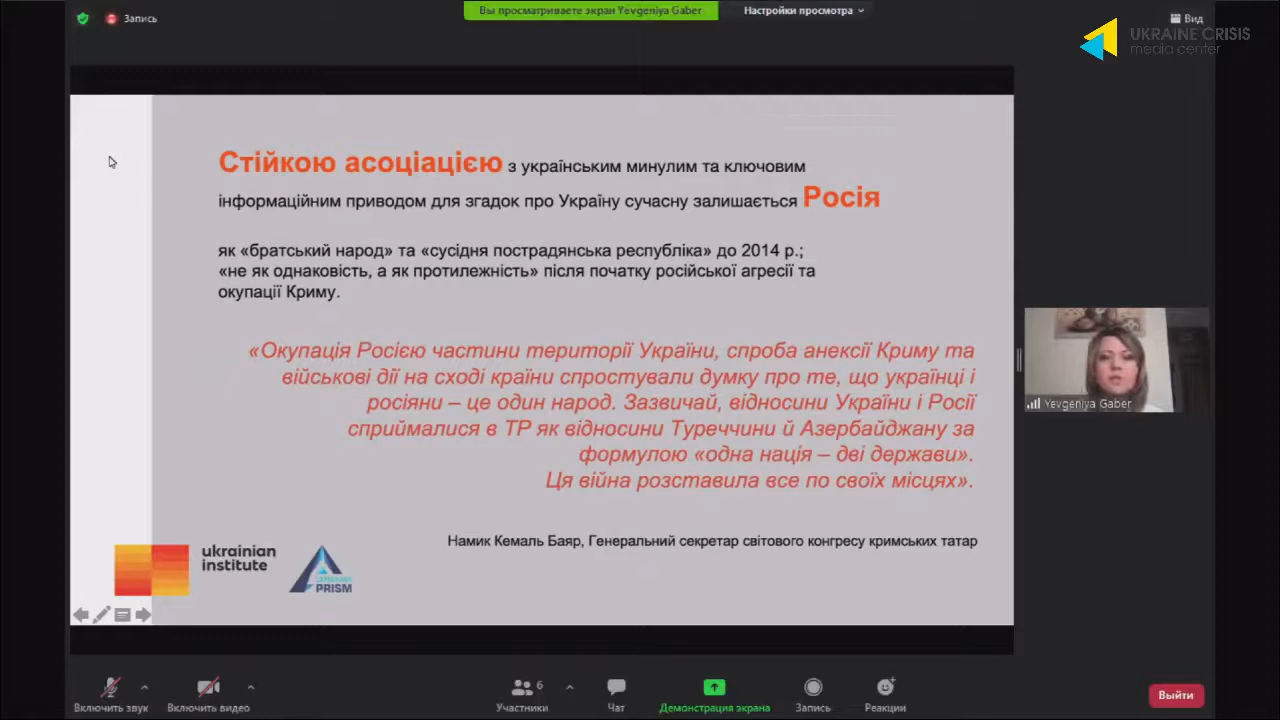 Запись
Вы просматриваете экран Yevgeniya Gaber
Настройки просмотра
Вид
UKRAINE CRISIS
media center
Стійкою асоціацією з українським минулим та ключовим
інформаційним приводом для згадок про Україну сучасну залишається Росія
як «братський народ» та «сусідня пострадянська республіка» до 2014 р.;
«не як однаковість, а як протилежність» після початку російської агресії та
окупації Криму.
«Окупація Росією частини території України, спроба анексії Криму та
військові дії на сході країни спростували думку про те, що українці і
росіяни – це один народ. Зазвичай, відносини України і Росії
сприймалися в ТР як відносини Туреччини й Азербайджану за
формулою «одна нація – дві держави».
Ця війна розставила все по своїх місцях».
Намик Кемаль Баяр, Генеральний секретар світового конгресу кримських татар
ukrainian
institute
PRISM
Yevgeniya Gaber
Включить звук
Включить видео
6
Участники
Чат
Демонстрация экрана
Запись
Реакции
Выйти